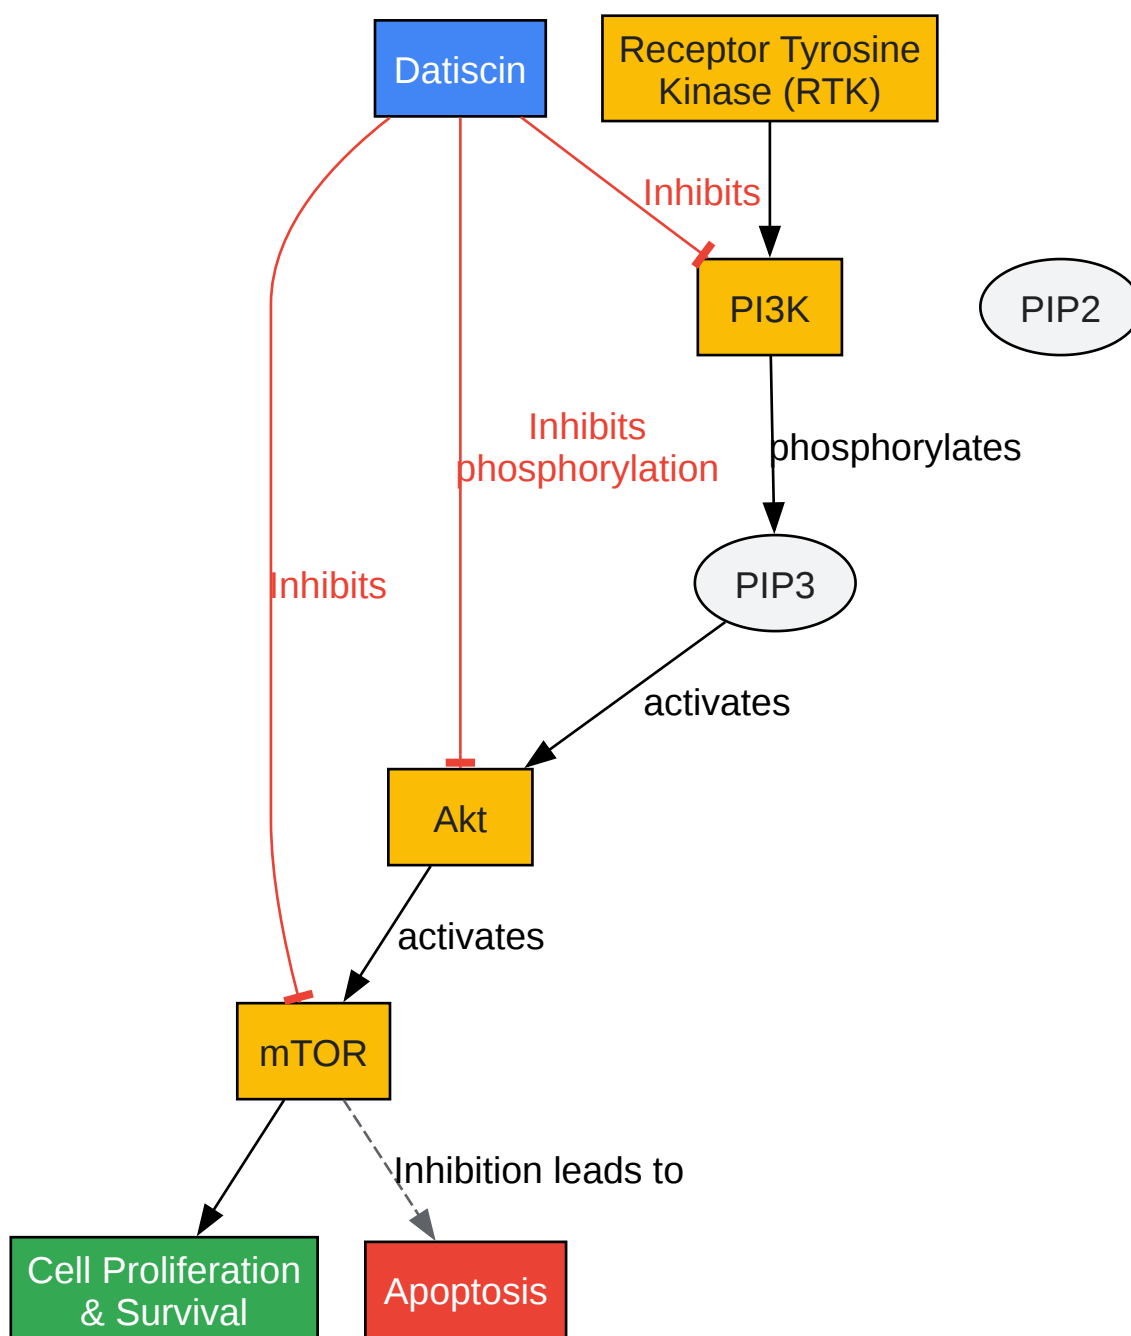 Datiscin
Receptor Tyrosine
Kinase (RTK)
Inhibits
PI3K
PIP2
Inhibits
phosphorylation
phosphorylates
Inhibits
PIP3
activates
Akt
activates
mTOR
Inhibition leads to
Cell Proliferation
& Survival
Apoptosis